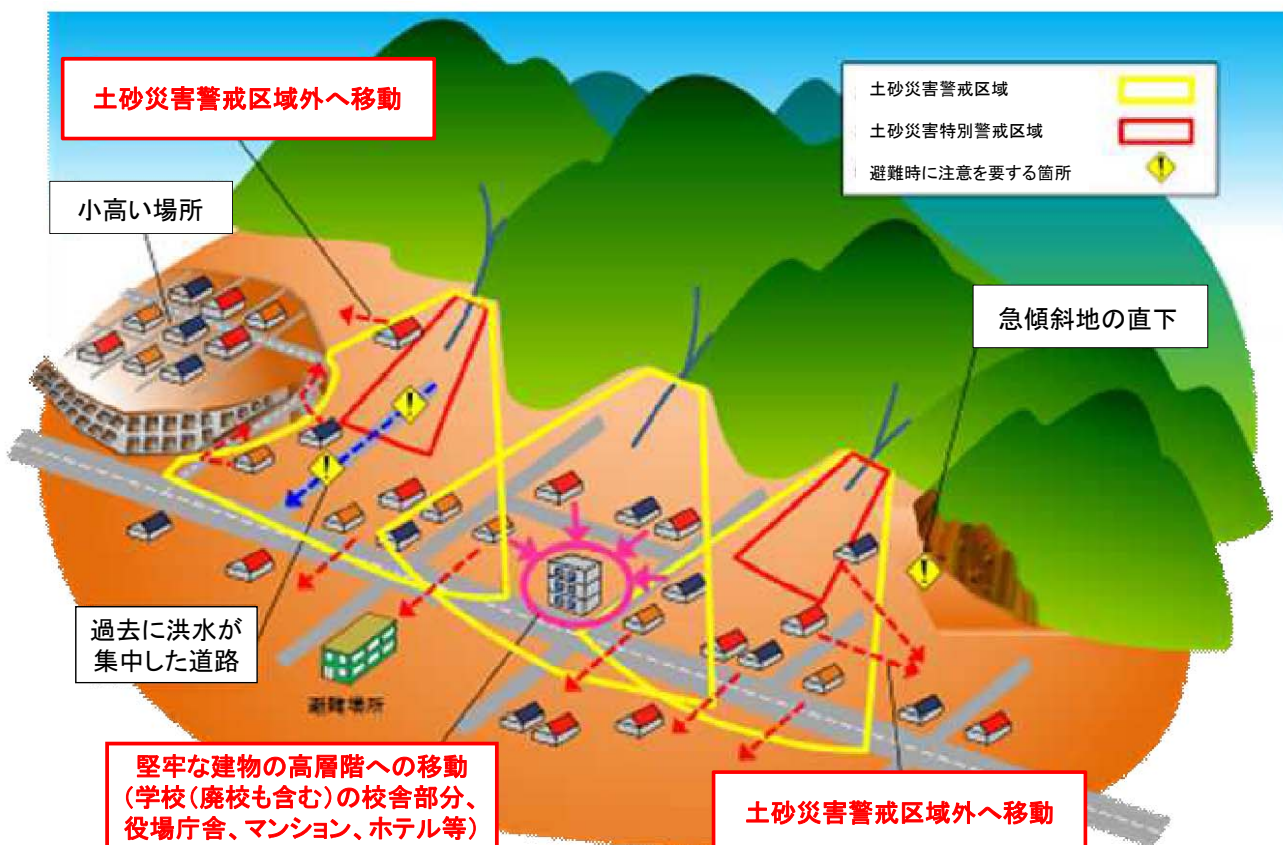 土砂災害警戒区域外へ移動
土砂災害警戒区域
土砂災害特別警戒区域
避難時に注意を要する箇所
小高い場所
急傾斜地の直下
過去に洪水が
集中した道路
避難場所
堅牢な建物の高層階への移動
(学校(廃校も含む)の校舎部分、
役場庁舎、マンション、ホテル等)
土砂災害警戒区域外へ移動